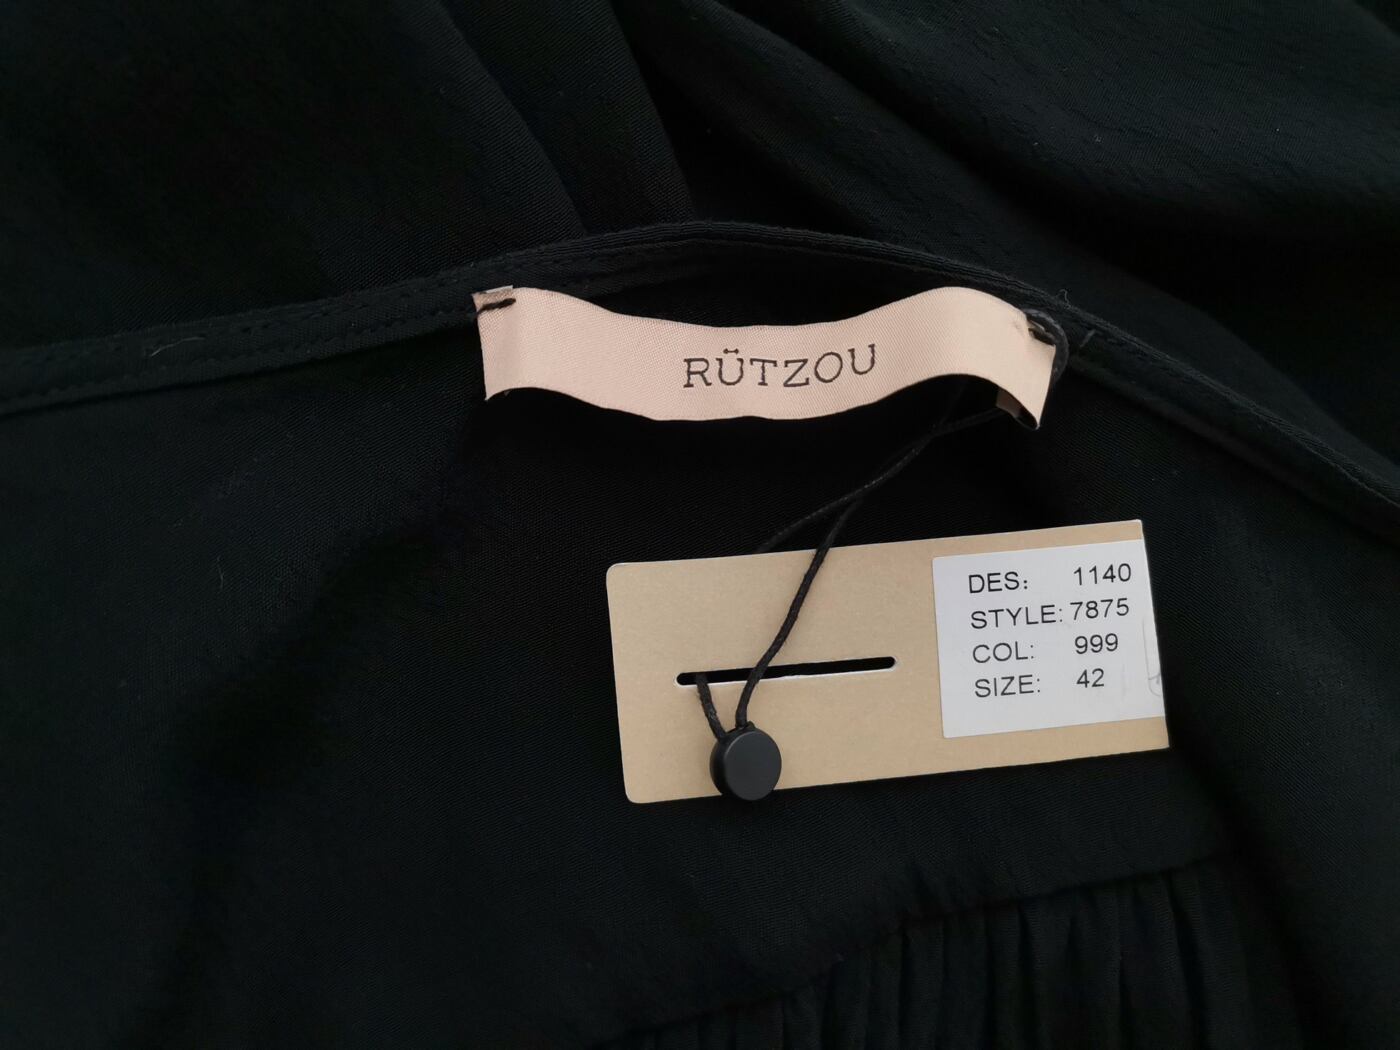 RÜTZOU
DES: 1140
STYLE: 7875
COL: 999
SIZE: 42